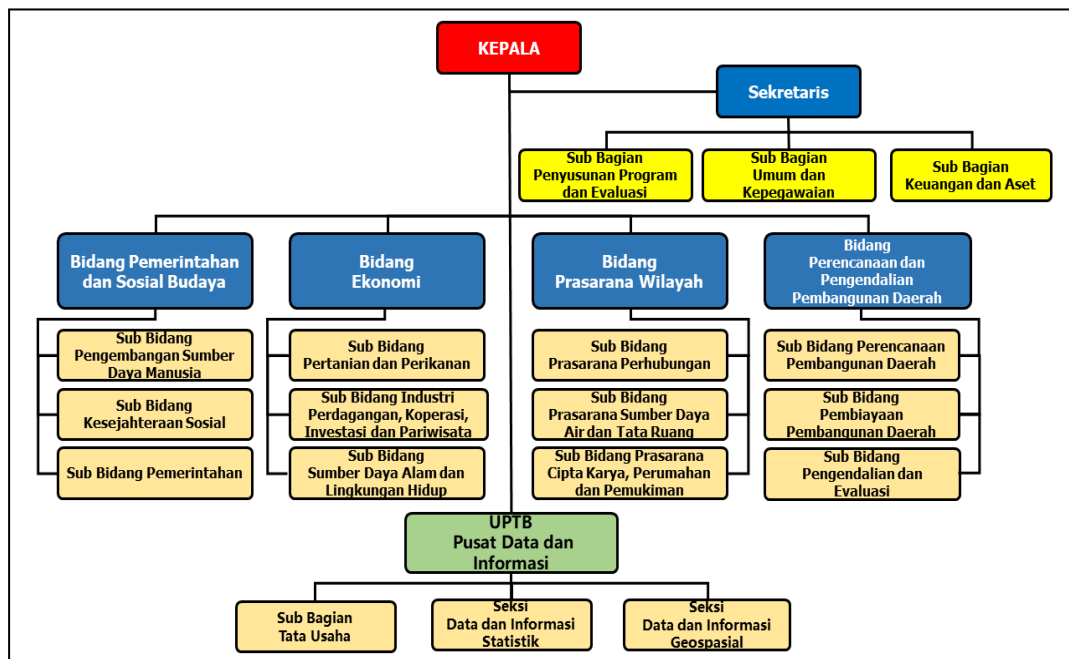 KEPALA
Sekretaris
Sub Bagian
Penyusunan Program
dan Evaluasi
Sub Bagian
Umum dan
Kepegawaian
Sub Bagian
Keuangan dan Aset
Bidang Pemerintahan
dan Sosial Budaya
Bidang
Ekonomi
Bidang
Prasarana Wilayah
Bidang
Perencanaan dan
Pengendalian
Pembangunan Daerah
Sub Bidang
Pengembangan Sumber
Daya Manusia
Sub Bidang
Kesejahteraan Sosial
Sub Bidang Pemerintahan
Sub Bidang
Pertanian dan Perikanan
Sub Bidang Industri
Perdagangan, Koperasi,
Investasi dan Pariwisata
Sub Bidang
Sumber Daya Alam dan
Lingkungan Hidup
Sub Bidang
Prasarana Perhubungan
Sub Bidang
Prasarana Sumber Daya
Air dan Tata Ruang
Sub Bidang Prasarana
Cipta Karya, Perumahan
dan Pemukiman
Sub Bidang Perencanaan
Pembangunan Daerah
Sub Bidang
Pembiayaan
Pembangunan Daerah
Sub Bidang
Pengendalian dan
Evaluasi
UPTB
Pusat Data dan
Informasi
Sub Bagian
Tata Usaha
Seksi
Data dan Informasi
Statistik
Seksi
Data dan Informasi
Geospasial